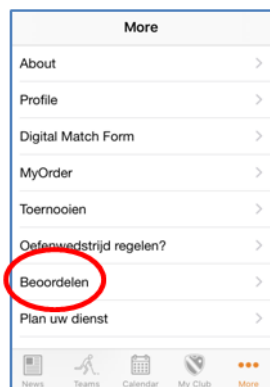 More
About
Profile
Digital Match Form
MyOrder
Toernooien
Oefenwedstrijd regelen?
Beoordelen
Plan uw dienst
News Teams Calendar My Club More